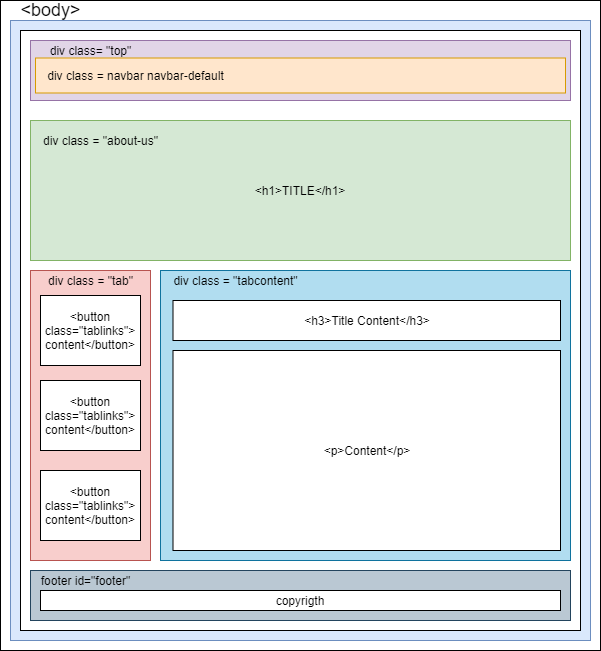 <body>
div class= "top"
div class = navbar navbar-default
div class = "about-us"
<h1>TITLE</h1>
div class = "tab"
<button
class="tablinks">
content</button>
<button
class="tablinks">
content</button>
<button
class="tablinks">
content</button>
div class = "tabcontent"
<h3>Title Content</h3>
<p>Content</p>
footer id="footer"
copyrigth